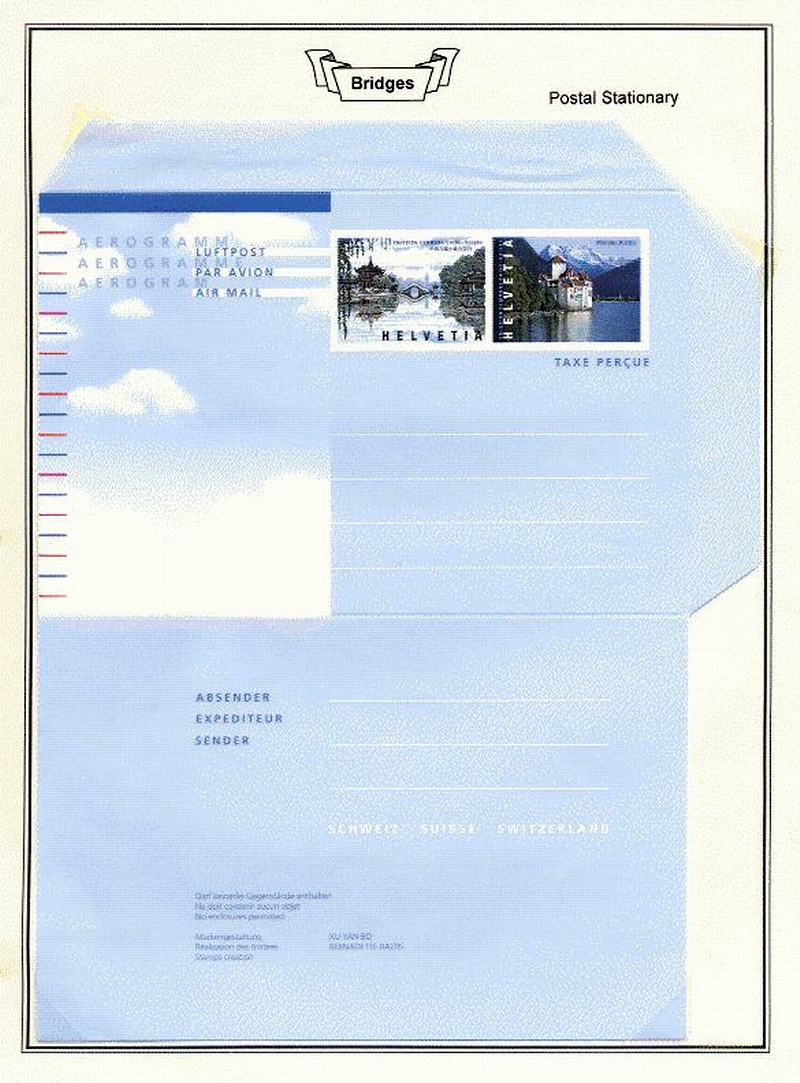 Bridges
Postal Stationary
AEROGRAMM
AEROGRAMME
AEROGRAM
LUFTPOST
PAR AVION
AIR MAIL
HELVETIA
HELVETIA
TAXE PERÇUE
ABSENDER
EXPEDITEUR
SENDER
SCHWEIZ SUISSE SWITZERLAND
Darf keinerlei Gegenstände enthalten
Ne doit contenir aucun objet
No enclosures permitted
Markengestaltung XU YAN BO
Réalisation des timbres BERNADETTE BALTIS
Stamps creation